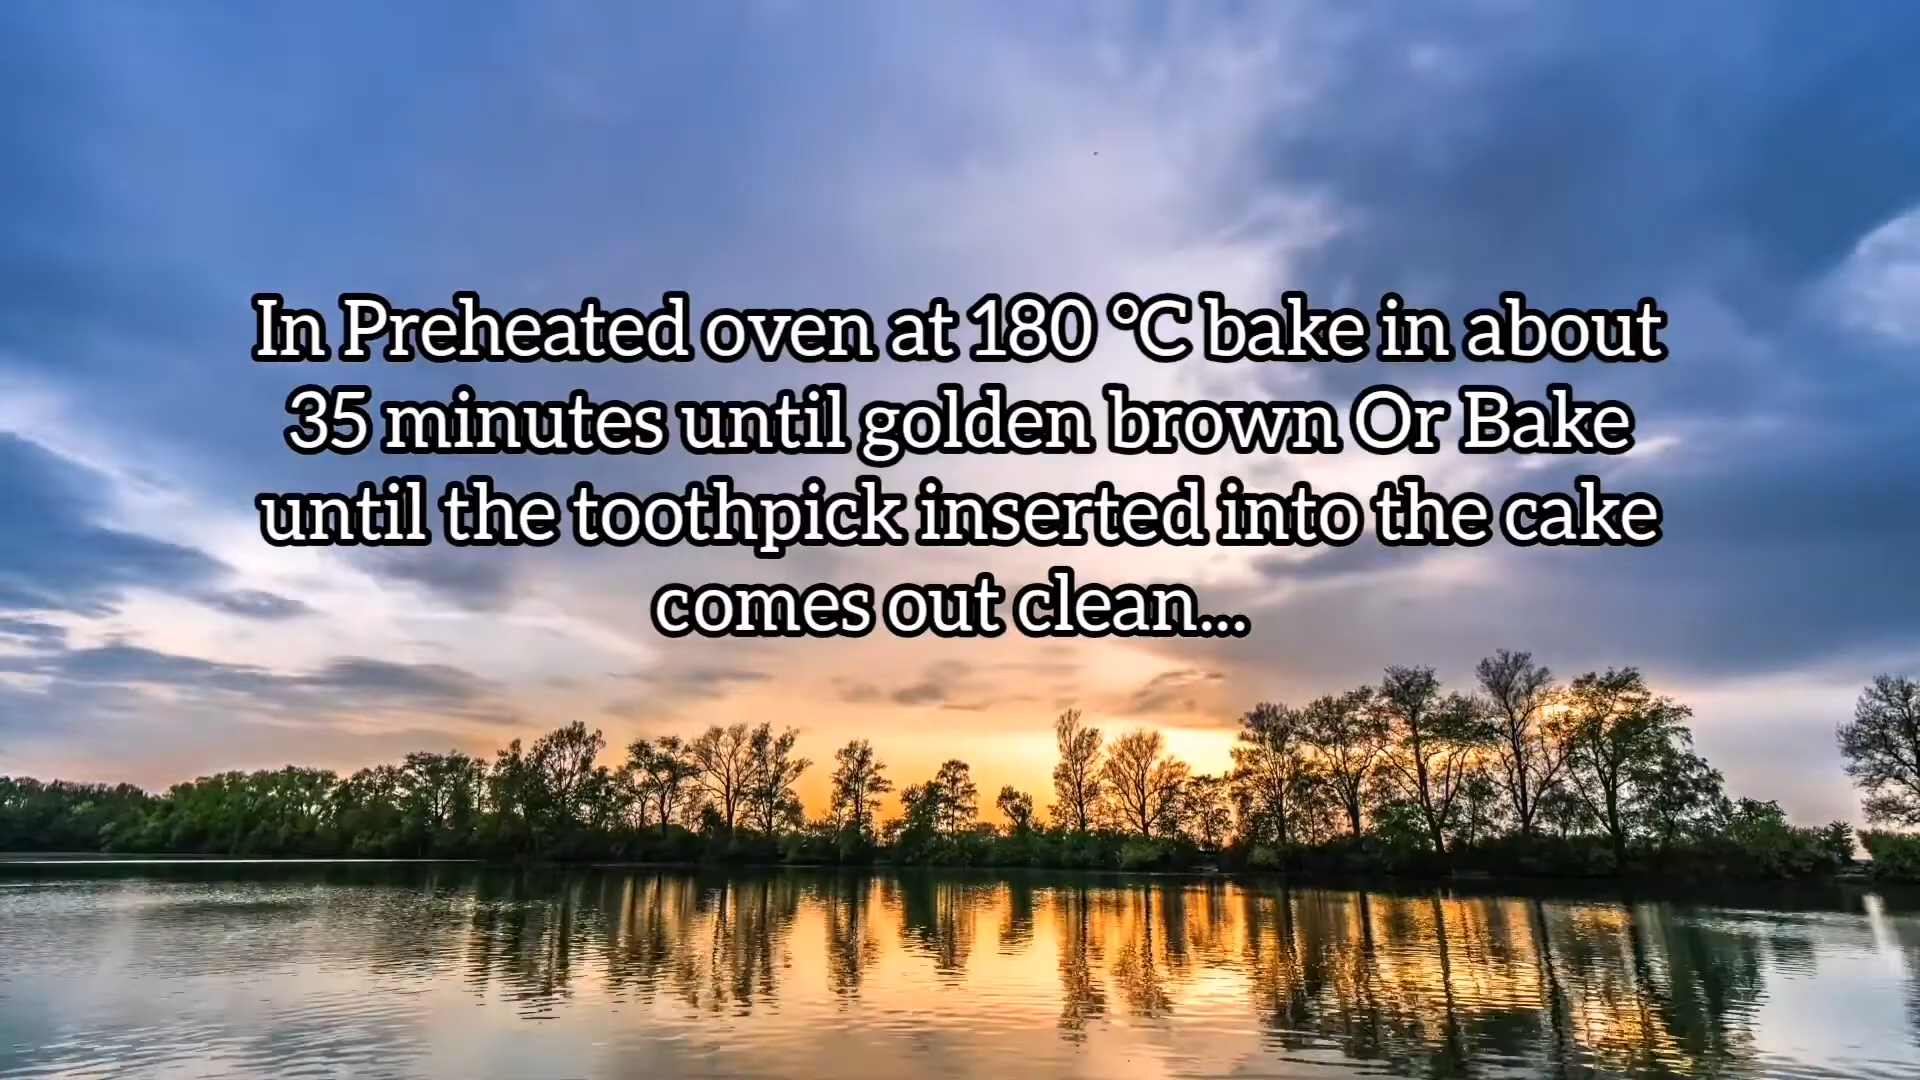 In Preheated oven at 180 °C bake in about
35 minutes until golden brown Or Bake
until the toothpick inserted into the cake
comes out clean...